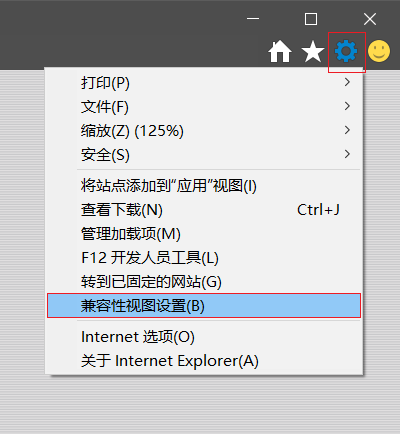 打印(P)
文件(F)
缩放(Z) (125%)
安全(S)
将站点添加到“应用”视图(I)
查看下载(N) Ctrl+J
管理加载项(M)
F12 开发人员工具(L)
转到已固定的网站(G)
兼容性视图设置(B)
Internet 选项(O)
关于 Internet Explorer(A)